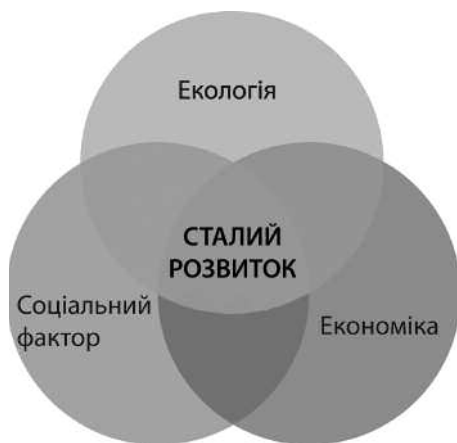 Екологія
СТАЛИЙ
РОЗВИТОК
Соціальний
фактор
Економіка